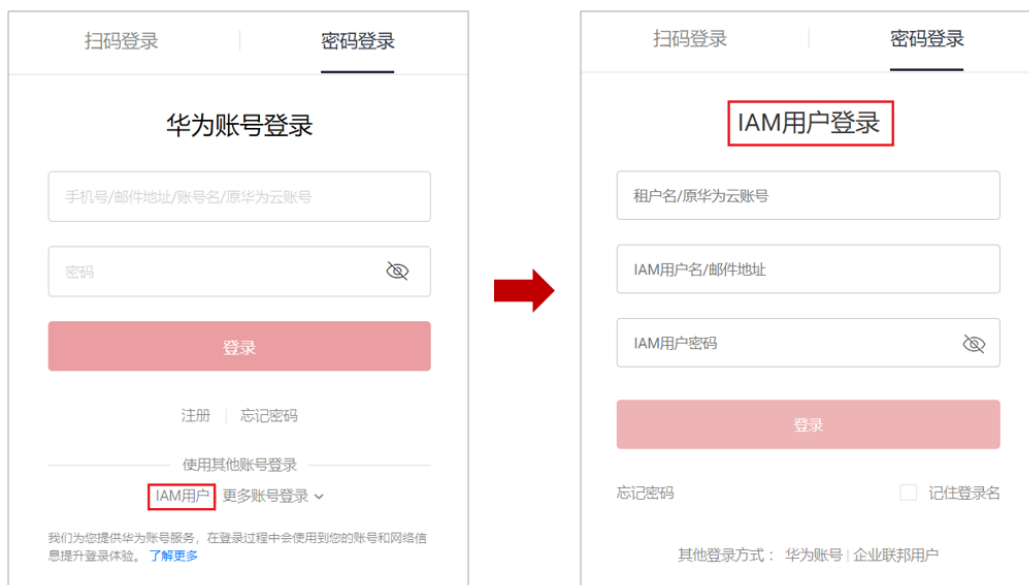 扫码登录
密码登录
华为账号登录
手机号/邮件地址/账号名/原华为云账号
密码
登录
注册 | 忘记密码
使用其他账号登录
IAM用户 更多账号登录
我们为您提供华为账号服务，在登录过程中会使用到您的账号和网络信
息提升登录体验。 了解更多
扫码登录
密码登录
IAM用户登录
租户名/原华为云账号
IAM用户名/邮件地址
IAM用户密码
登录
忘记密码
记住登录名
其他登录方式： 华为账号 | 企业联邦用户